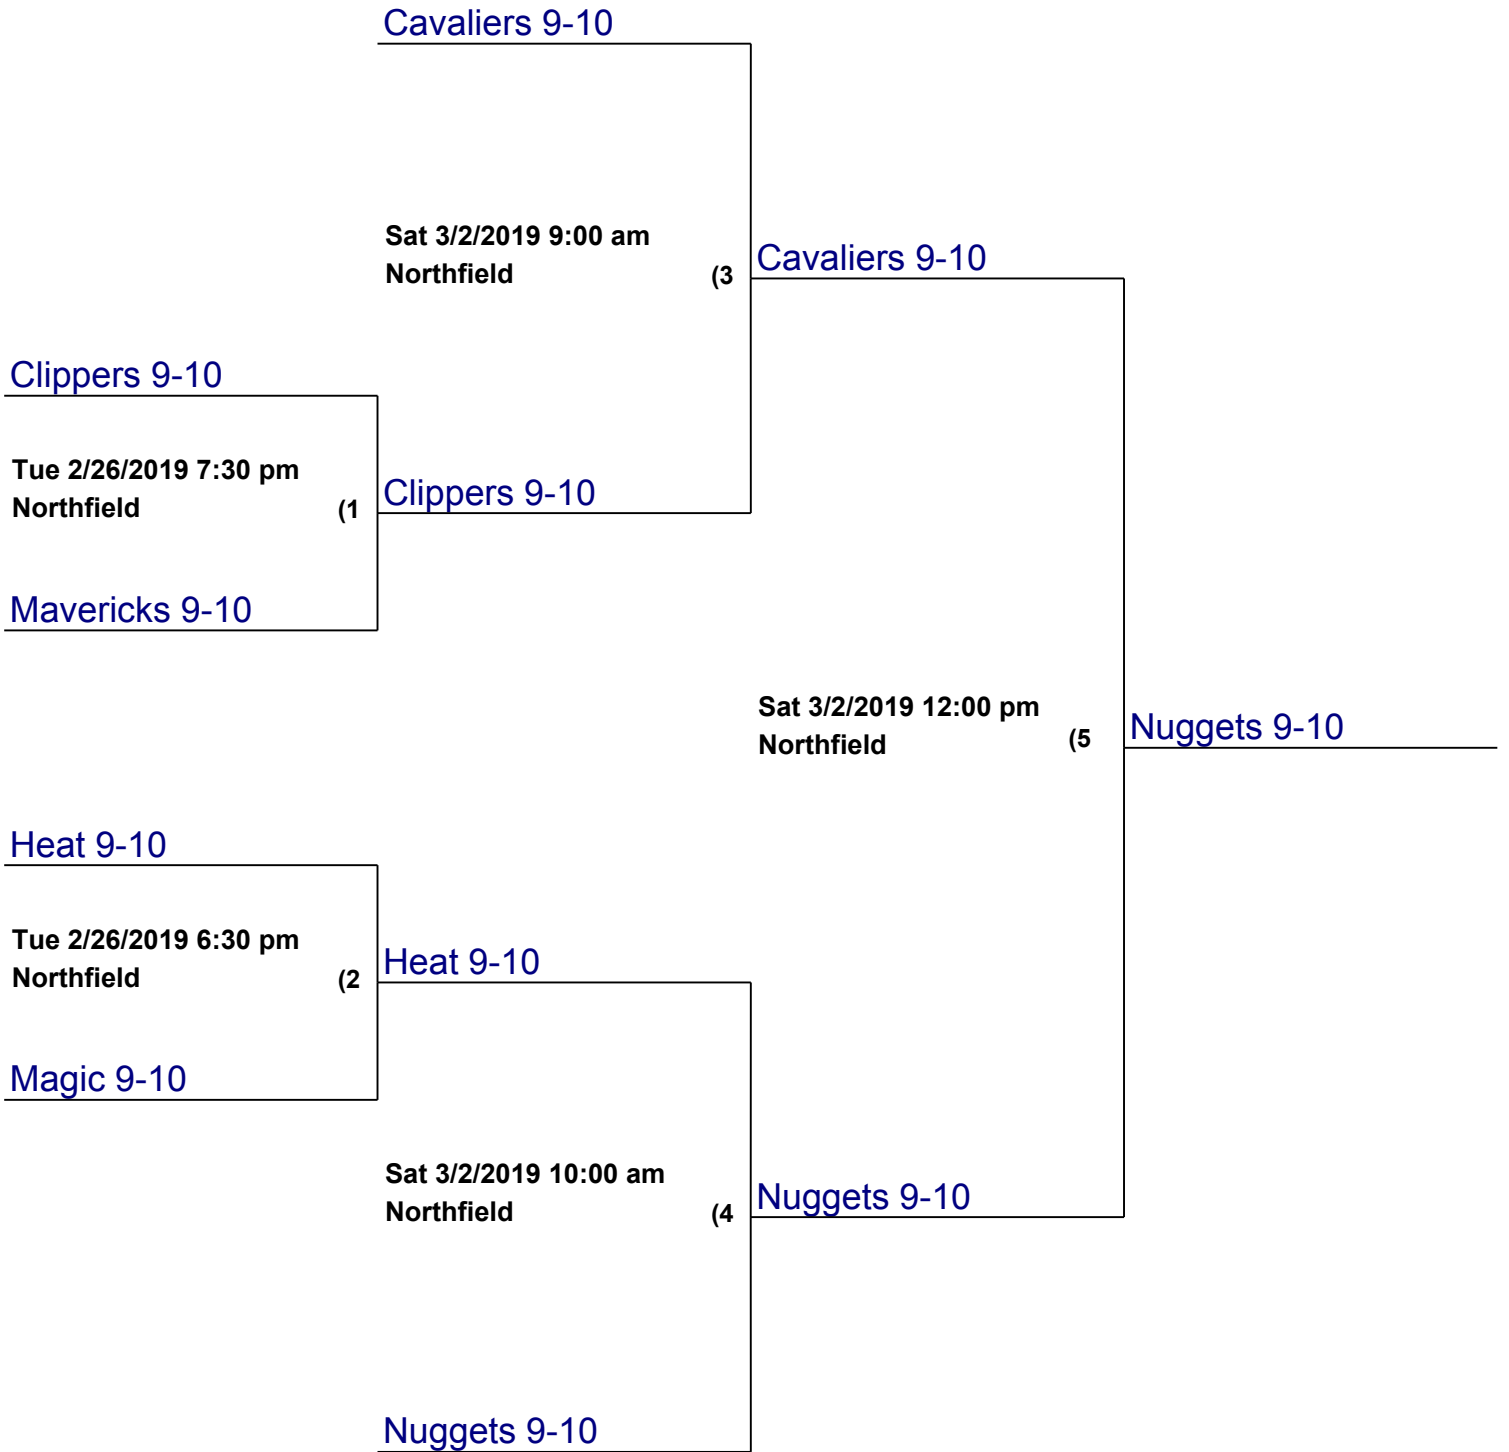 Cavaliers 9-10
Sat 3/2/2019 9:00 am
Northfield (3
Cavaliers 9-10
Clippers 9-10
Tue 2/26/2019 7:30 pm
Northfield (1
Clippers 9-10
Mavericks 9-10
Sat 3/2/2019 12:00 pm
Northfield (5
Nuggets 9-10
Heat 9-10
Tue 2/26/2019 6:30 pm
Northfield (2
Heat 9-10
Magic 9-10
Sat 3/2/2019 10:00 am
Northfield (4
Nuggets 9-10
Nuggets 9-10